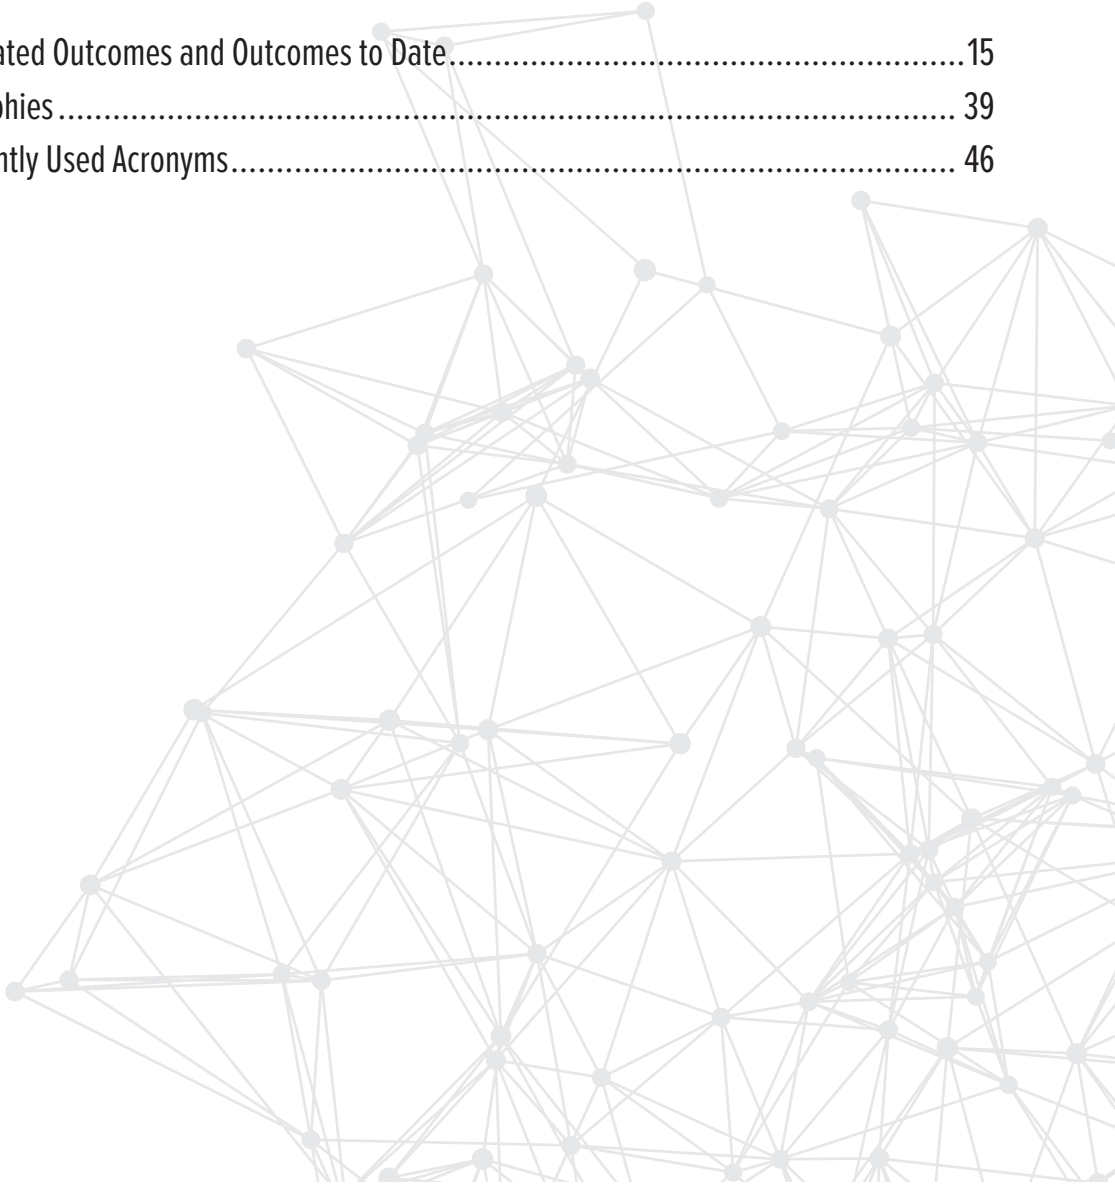 ated Outcomes and Outcomes to Date........................................................15
phies................................................................................................. 39
ntly Used Acronyms............................................................................... 46